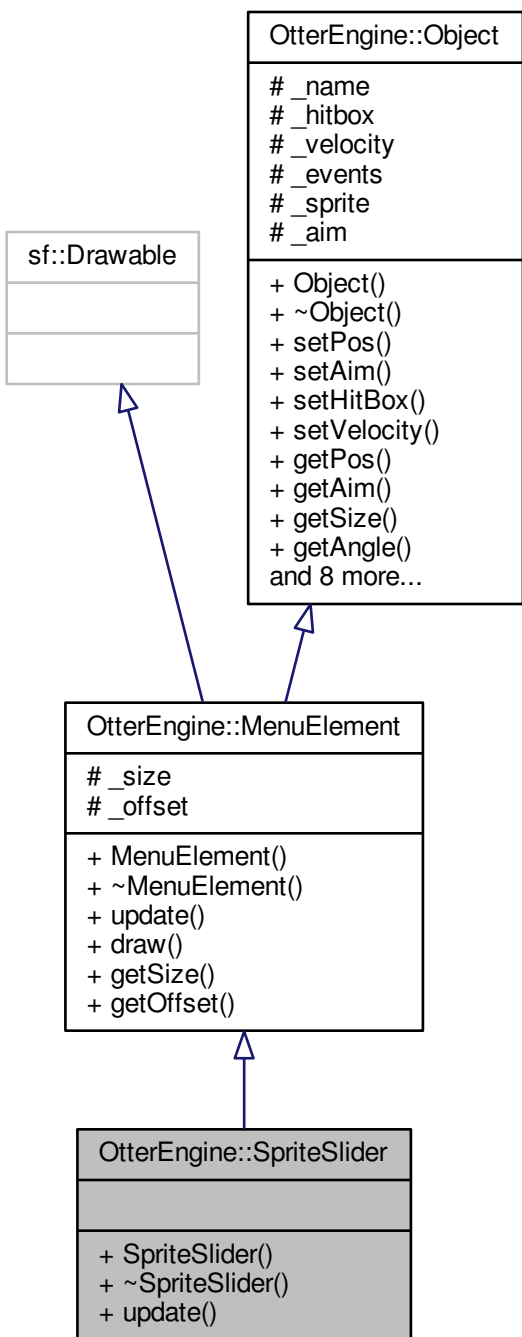 OtterEngine::Object
# _name
# _hitbox
# _velocity
# _events
# _sprite
# _aim
+ Object()
+ ~Object()
+ setPos()
+ setAim()
+ setHitBox()
+ setVelocity()
+ getPos()
+ getAim()
+ getSize()
+ getAngle()
and 8 more...
sf::Drawable
OtterEngine::MenuElement
# _size
# _offset
+ MenuElement()
+ ~MenuElement()
+ update()
+ draw()
+ getSize()
+ getOffset()
OtterEngine::SpriteSlider
+ SpriteSlider()
+ ~SpriteSlider()
+ update()